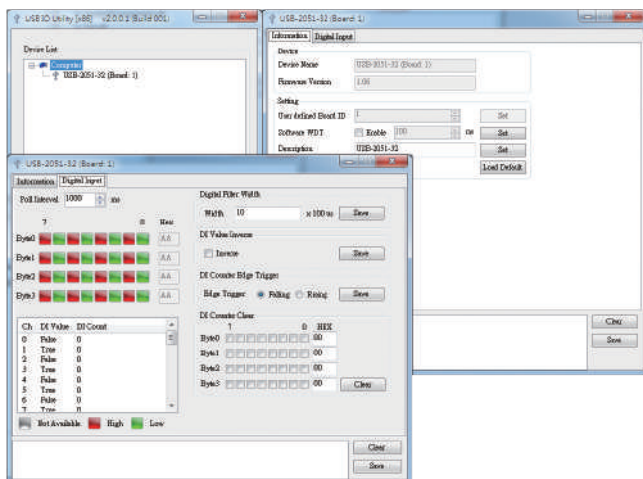 USB IO Utility [x86] v2.0.0.1 (Build 001)
Device List
Computer
USB-2051-32 (Board: 1)
USB-2051-32 (Board: 1)
Information Digital Input
Device
Device Name USB-2051-32 (Board: 1)
Firmware Version 1.06
Setting
User defined Board ID 1 Set
Software WDT Enable 100 ms Set
Description USB-2051-32 Set
Load Default
Clear
Save
USB-2051-32 (Board: 1)
Information Digital Input
Poll Interval 1000 ms
7 0 Hex
Byte0 AA
Byte1 AA
Byte2 AA
Byte3 AA
Ch DI Value DI Count
0 False 0
1 True 0
2 False 0
3 True 0
4 False 0
5 True 0
6 False 0
7 True 0
Not Available High Low
Digital Filter Width
Width 10 x 100 us Save
DI Value Inverse
Inverse Save
DI Counter Edge Trigger
Edge Trigger Falling Rising Save
DI Counter Clear
7 0 HEX
Byte0 00
Byte1 00
Byte2 00
Byte3 00 Clear
Clear
Save